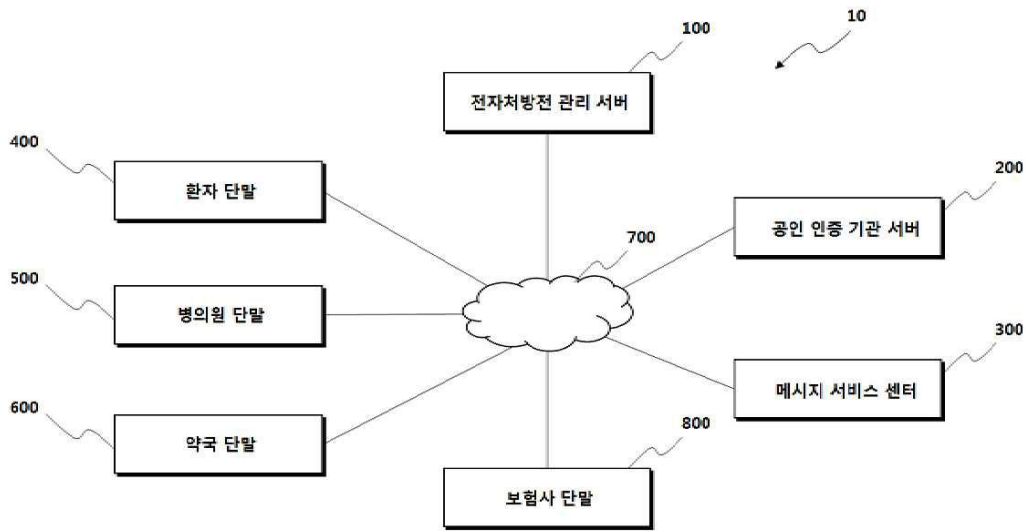 10
100
전자처방전 관리 서버
400
환자 단말
200
공인 인증 기관 서버
700
500
병의원 단말
300
메시지 서비스 센터
600
약국 단말
800
보험사 단말